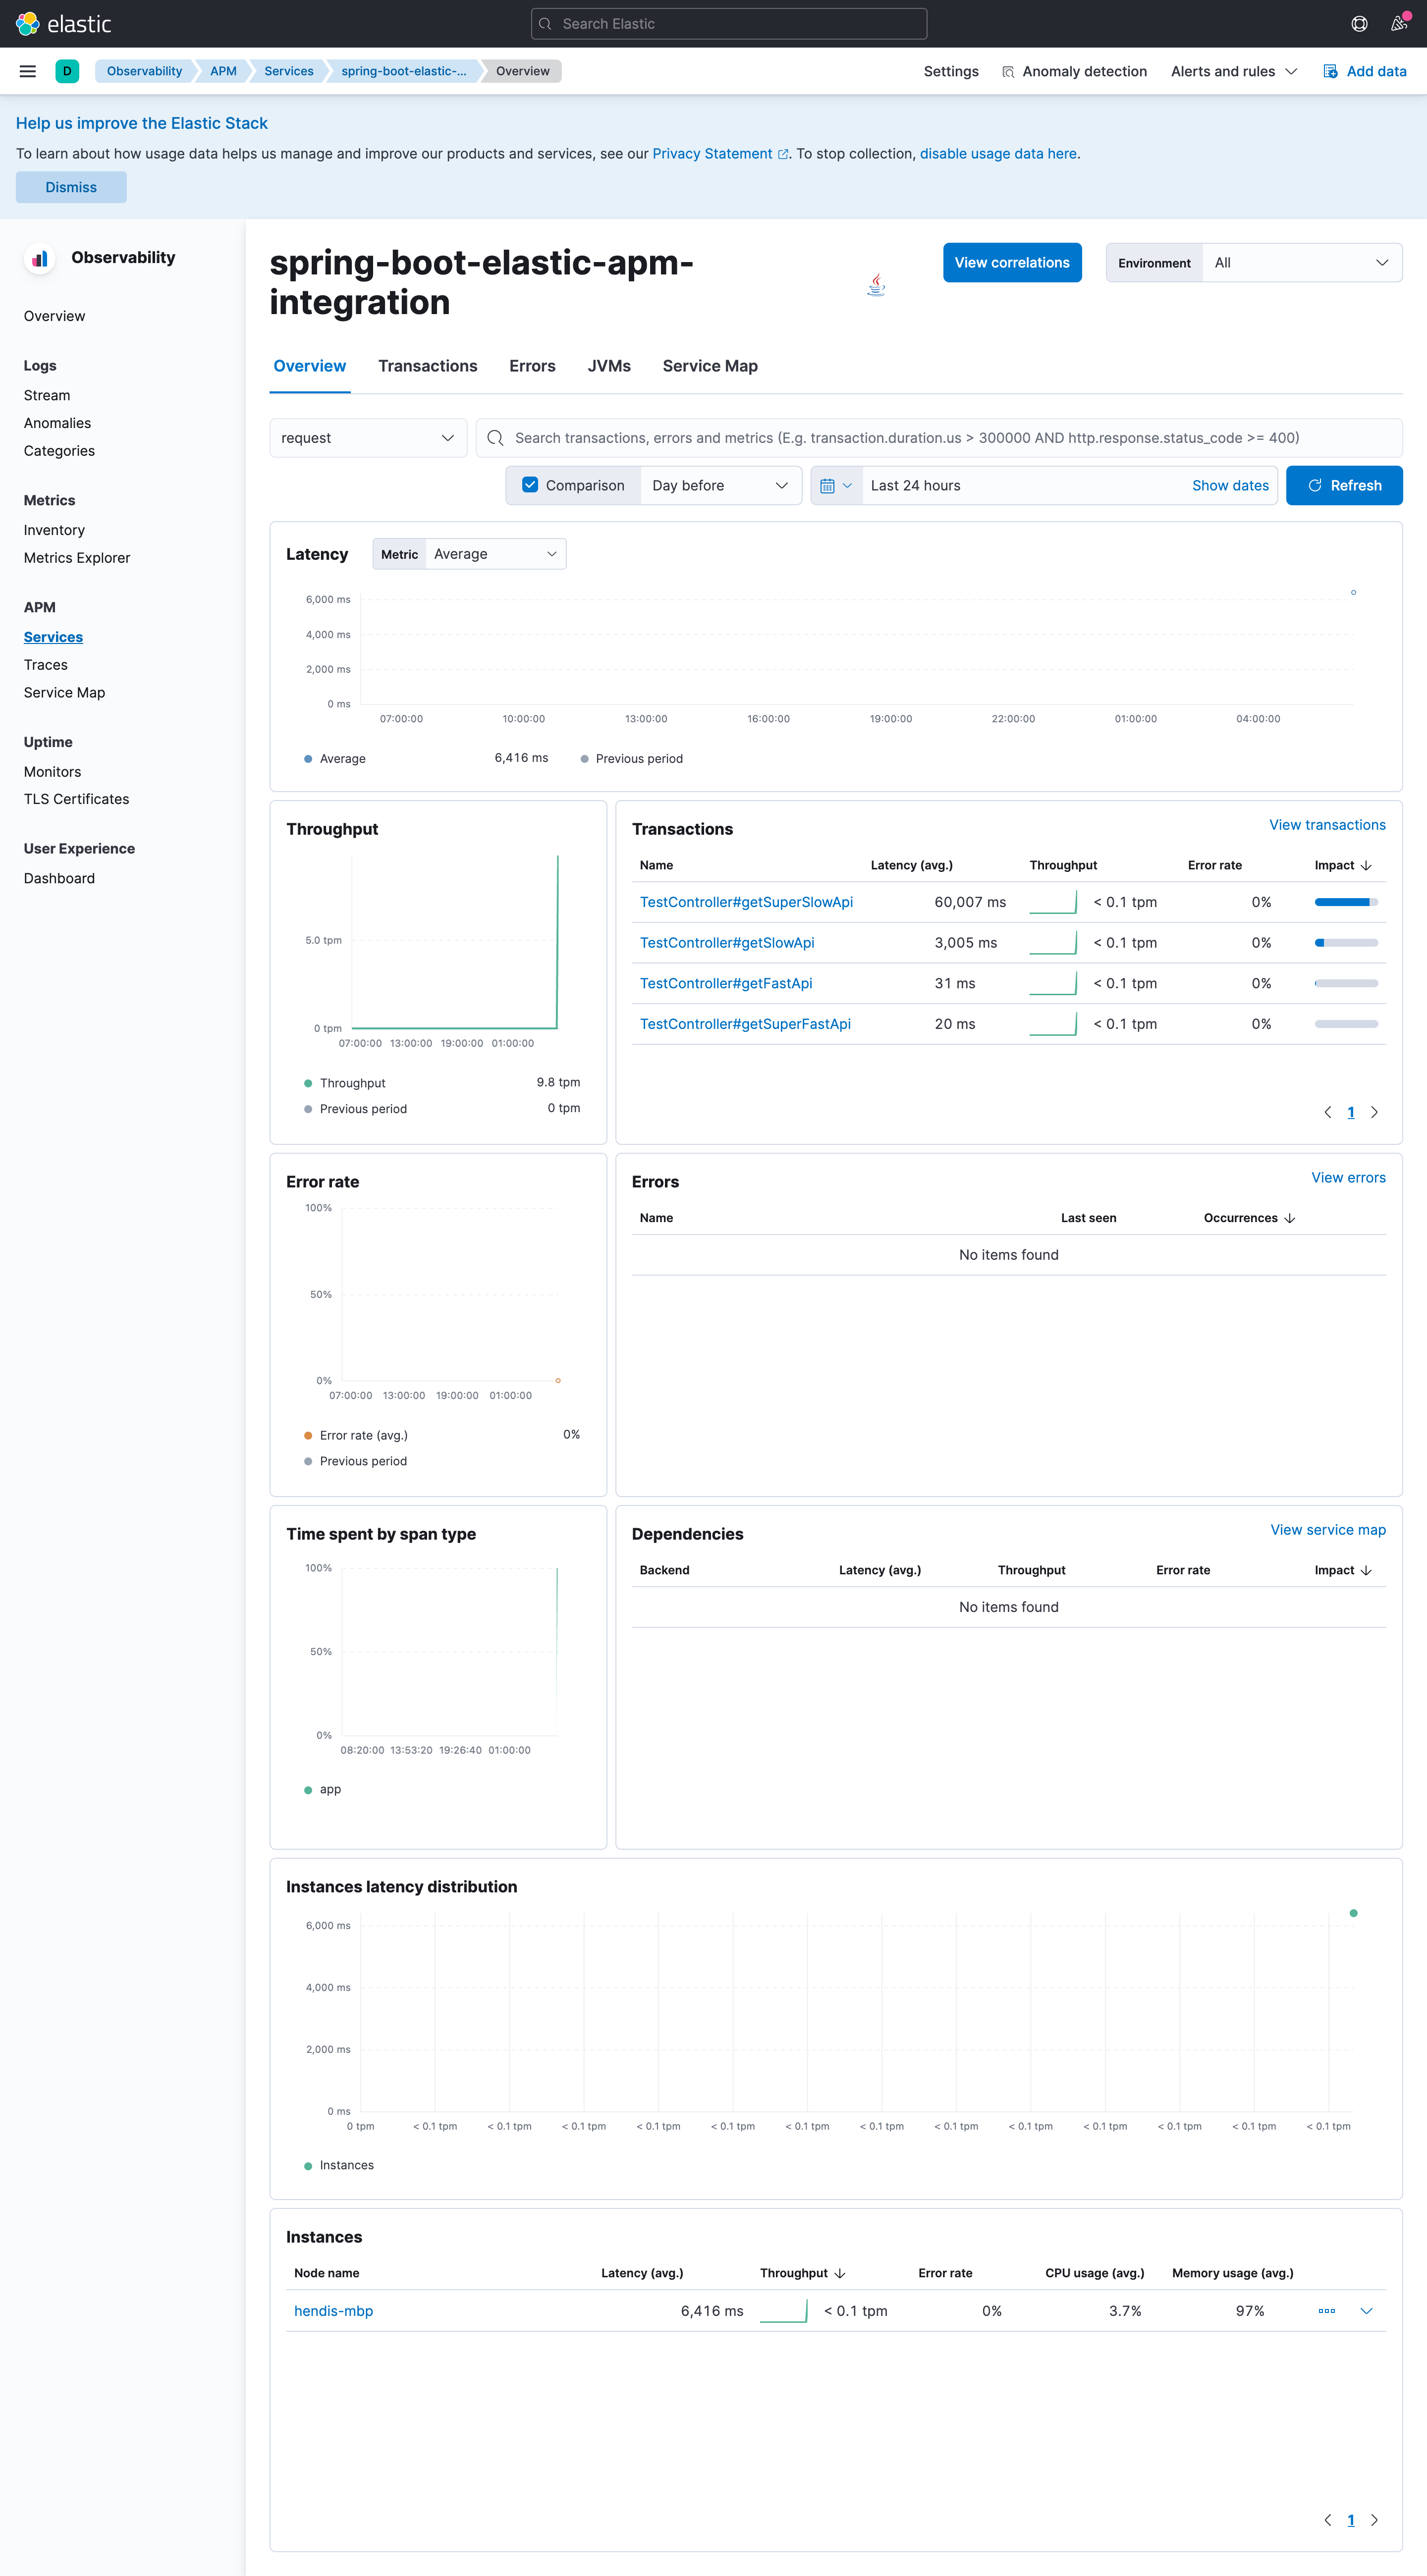 elastic
Search Elastic
D
Observability
APM
Services
spring-boot-elastic-...
Overview
Settings
Anomaly detection
Alerts and rules
Add data
Help us improve the Elastic Stack
To learn about how usage data helps us manage and improve our products and services, see our Privacy Statement. To stop collection, disable usage data here.
Dismiss
Observability
Overview
Logs
Stream
Anomalies
Categories
Metrics
Inventory
Metrics Explorer
APM
Services
Traces
Service Map
Uptime
Monitors
TLS Certificates
User Experience
Dashboard
spring-boot-elastic-apm-
integration
View correlations
Environment All
Overview Transactions Errors JVMs Service Map
request
Search transactions, errors and metrics (E.g. transaction.duration.us > 300000 AND http.response.status_code >= 400)
Comparison Day before
Last 24 hours Show dates
Refresh
Latency Metric Average
6,000 ms
4,000 ms
2,000 ms
0 ms
07:00:00 10:00:00 13:00:00 16:00:00 19:00:00 22:00:00 01:00:00 04:00:00
Average 6,416 ms Previous period
Throughput
5.0 tpm
0 tpm
07:00:00 13:00:00 19:00:00 01:00:00
Throughput 9.8 tpm
Previous period 0 tpm
Transactions View transactions
Name Latency (avg.) Throughput Error rate Impact
TestController#getSuperSlowApi 60,007 ms < 0.1 tpm 0%
TestController#getSlowApi 3,005 ms < 0.1 tpm 0%
TestController#getFastApi 31 ms < 0.1 tpm 0%
TestController#getSuperFastApi 20 ms < 0.1 tpm 0%
1
Error rate
100%
50%
0%
07:00:00 13:00:00 19:00:00 01:00:00
Error rate (avg.) 0%
Previous period
Errors View errors
Name Last seen Occurrences
No items found
Time spent by span type
100%
50%
0%
08:20:00 13:53:20 19:26:40 01:00:00
app
Dependencies View service map
Backend Latency (avg.) Throughput Error rate Impact
No items found
Instances latency distribution
6,000 ms
4,000 ms
2,000 ms
0 ms
0 tpm < 0.1 tpm < 0.1 tpm < 0.1 tpm < 0.1 tpm < 0.1 tpm < 0.1 tpm < 0.1 tpm < 0.1 tpm < 0.1 tpm < 0.1 tpm < 0.1 tpm < 0.1 tpm < 0.1 tpm
Instances
Instances
Node name Latency (avg.) Throughput Error rate CPU usage (avg.) Memory usage (avg.)
hendis-mbp 6,416 ms < 0.1 tpm 0% 3.7% 97%
1